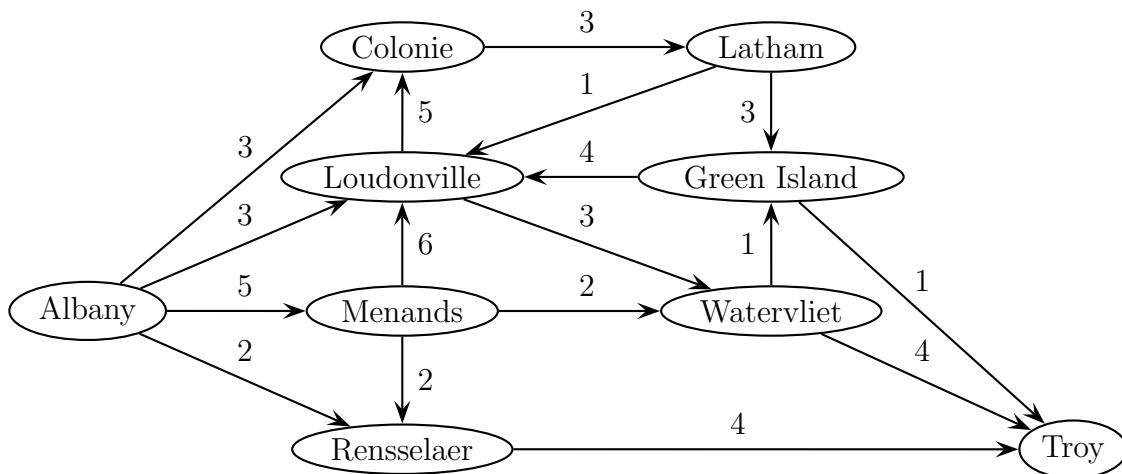 3
Colonie
Latham
1
5
3
3
Loudonville
4
Green Island
3
3
6
1
5
2
1
Albany
Menands
Watervliet
2
2
4
4
Rensselaer
Troy